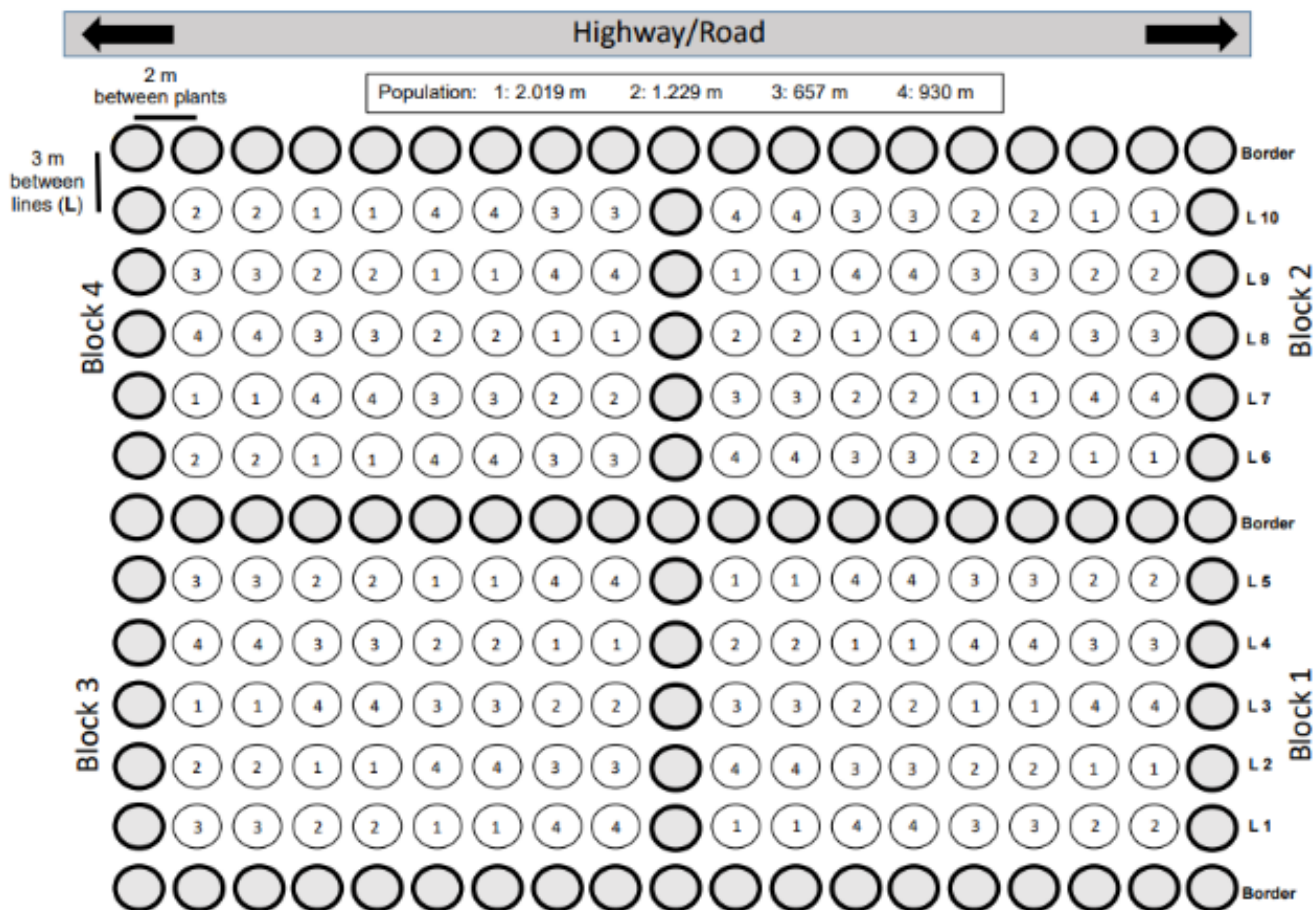 Highway/Road
2 m
between plants
Population: 1: 2.019 m 2: 1.229 m 3: 657 m 4: 930 m
3 m
between
lines (L)
Border
2 2 1 1 4 4 3 3 4 4 3 3 2 2 1 1 L 10
3 3 2 2 1 1 4 4 1 1 4 4 3 3 2 2 L 9
Block 4
Block 2
4 4 3 3 2 2 1 1 2 2 1 1 4 4 3 3 L 8
1 1 4 4 3 3 2 2 3 3 2 2 1 1 4 4 L 7
2 2 1 1 4 4 3 3 4 4 3 3 2 2 1 1 L 6
Border
3 3 2 2 1 1 4 4 1 1 4 4 3 3 2 2 L 5
4 4 3 3 2 2 1 1 2 2 1 1 4 4 3 3 L 4
Block 3
Block 1
1 1 4 4 3 3 2 2 3 3 2 2 1 1 4 4 L 3
2 2 1 1 4 4 3 3 4 4 3 3 2 2 1 1 L 2
3 3 2 2 1 1 4 4 1 1 4 4 3 3 2 2 L 1
Border